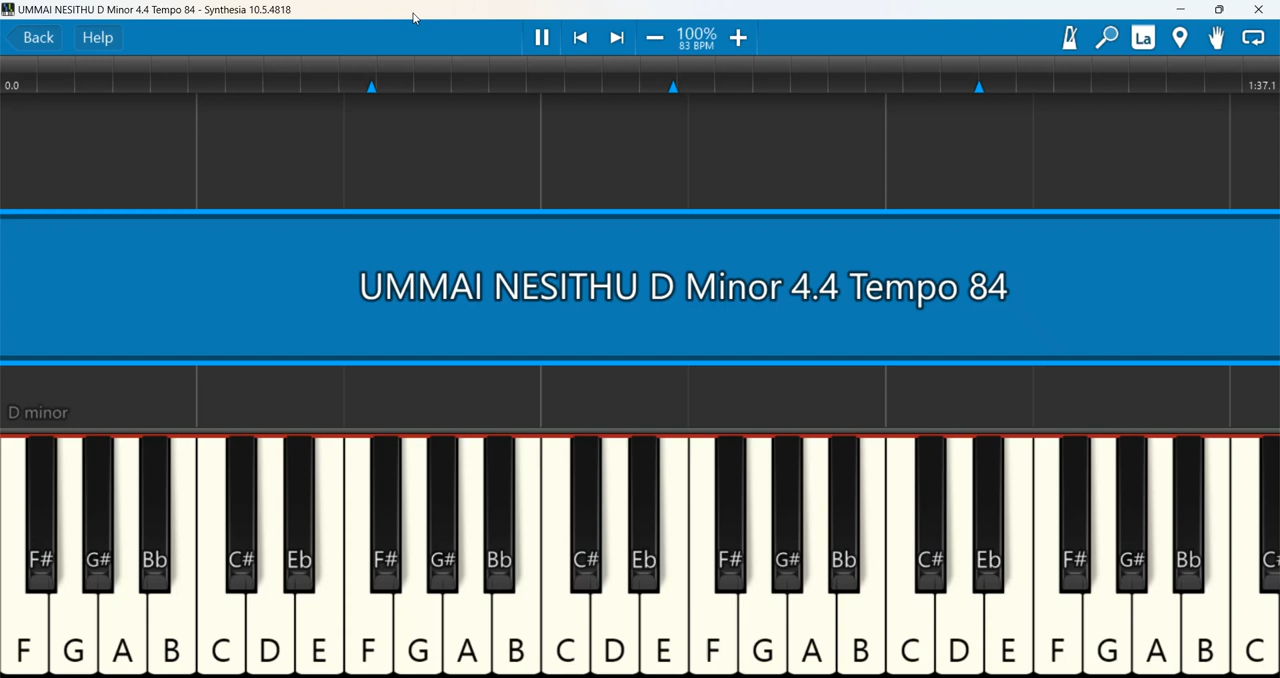 UMMAI NESITHU D Minor 4.4 Tempo 84 - Synthesia 10.5.4818
Back Help 100% La
83 BPM
0.0 1:37.1
UMMAI NESITHU D Minor 4.4 Tempo 84
D minor
F# G# Bb C# Eb F# G# Bb C# Eb F# G# Bb C# Eb F# G# Bb
F G A B C D E F G A B C D E F G A B C D E F G A B C